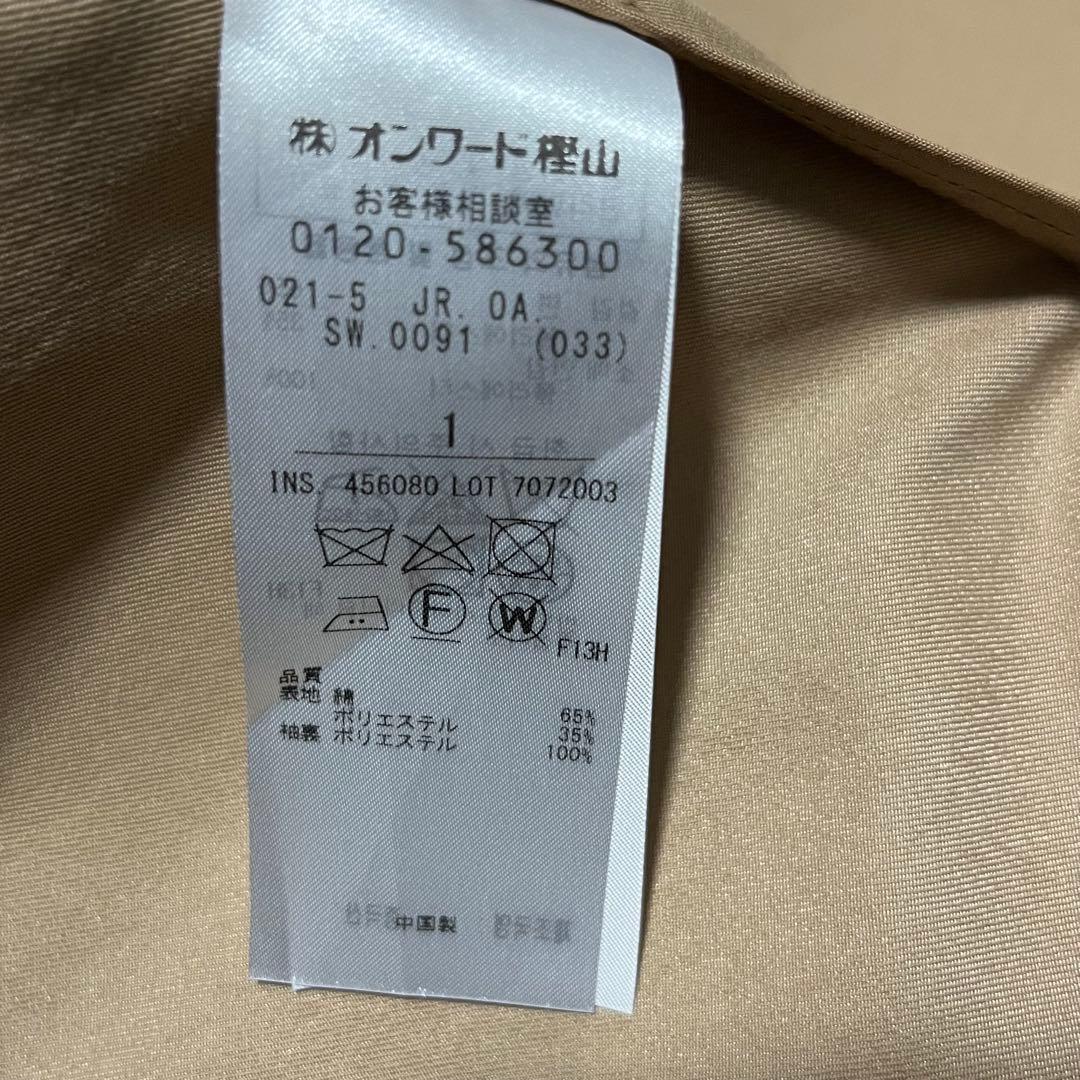 ㈱オンワード樫山
お客様相談室
0120-586300
021-5 JR. OA.
SW.0091 (033)
1
INS. 456080 LOT 7072003
F
W
F13H
品質
表地 綿 65%
ポリエステル 35%
袖裏 ポリエステル 100%
中国製